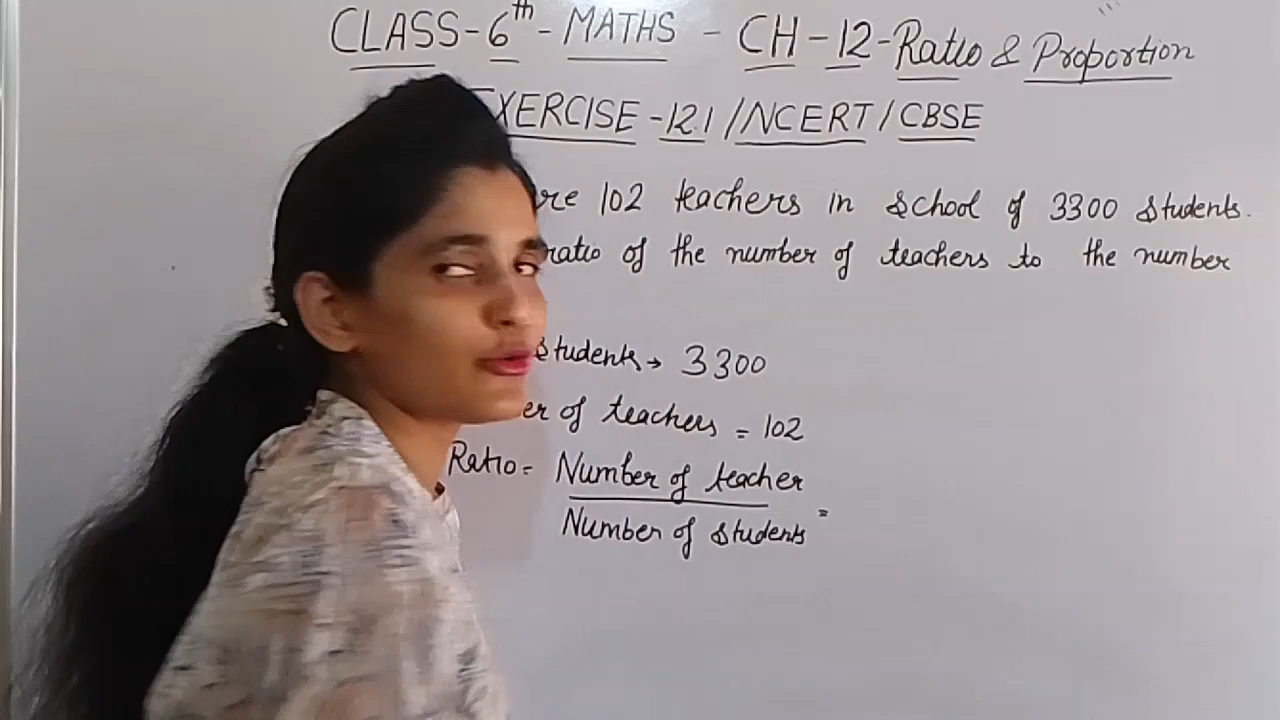 CLASS-6th-MATHS - CH-12-Ratio & Proportion
EXERCISE-12.1/NCERT/CBSE
102 teachers in school of 3300 students.
ratio of the number of teachers to the number
students → 3300
of teachers = 102
Ratio = Number of teacher
Number of students =